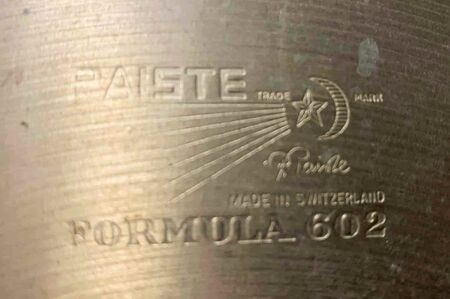 PAISTE
TRADE MARK
Paiste
MADE IN SWITZERLAND
FORMULA 602